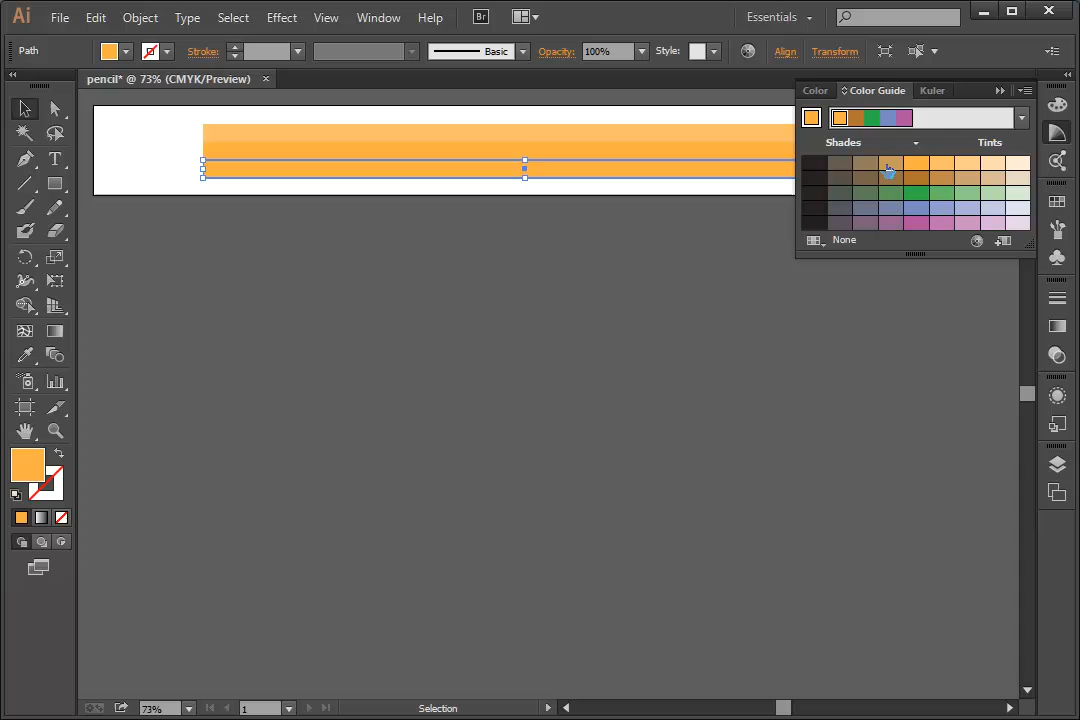 Ai File Edit Object Type Select Effect View Window Help Br Essentials
Path Stroke: Basic Opacity: 100% Style: Align Transform
pencil* @ 73% (CMYK/Preview)
Color Color Guide Kuler
Shades Tints
None
T
73% 1 Selection